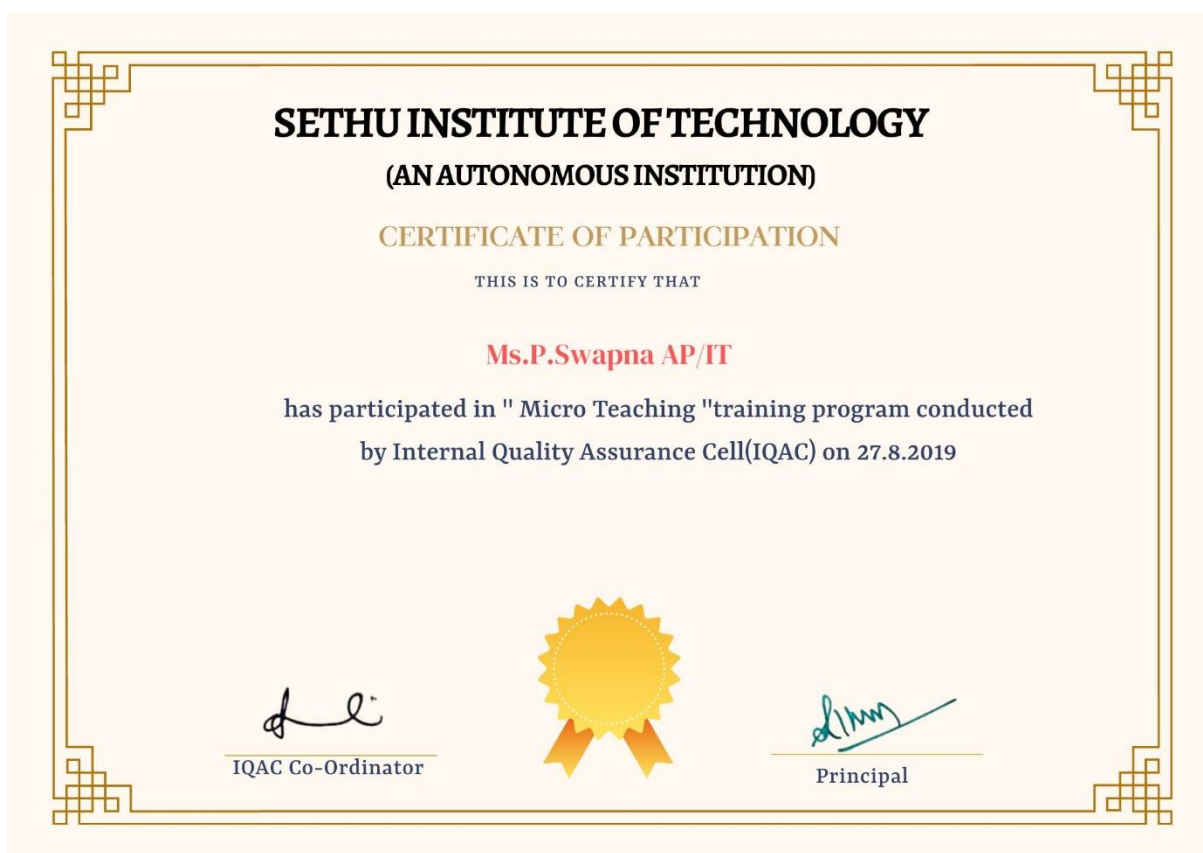 SETHU INSTITUTE OF TECHNOLOGY
(AN AUTONOMOUS INSTITUTION)
CERTIFICATE OF PARTICIPATION
THIS IS TO CERTIFY THAT
Ms.P.Swapna AP/IT
has participated in " Micro Teaching "training program conducted
by Internal Quality Assurance Cell(IQAC) on 27.8.2019
IQAC Co-Ordinator
Principal